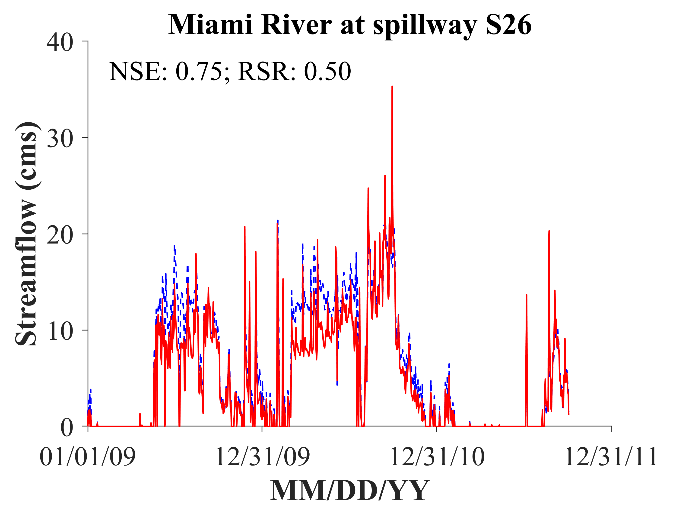 Miami River at spillway S26
NSE: 0.75; RSR: 0.50
Streamflow (cms)
40
30
20
10
0
01/01/09 12/31/09 12/31/10 12/31/11
MM/DD/YY